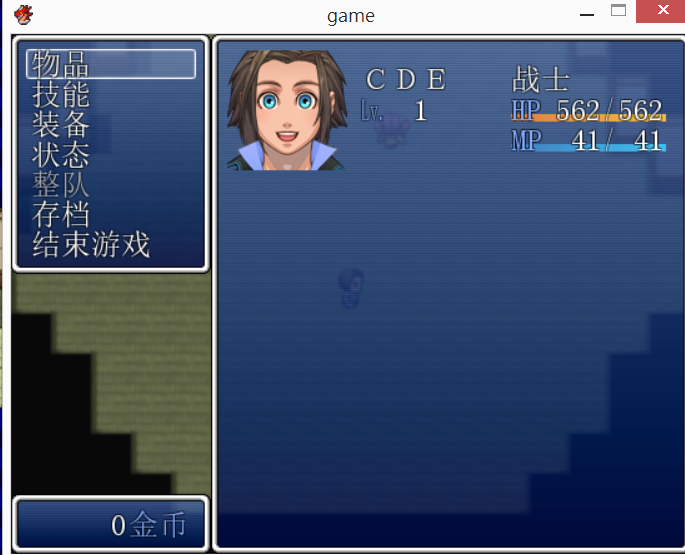 game
物品
技能
装备
状态
整队
存档
结束游戏
CDE 战士
Lv. 1 HP 562/562
MP 41/ 41
0金币